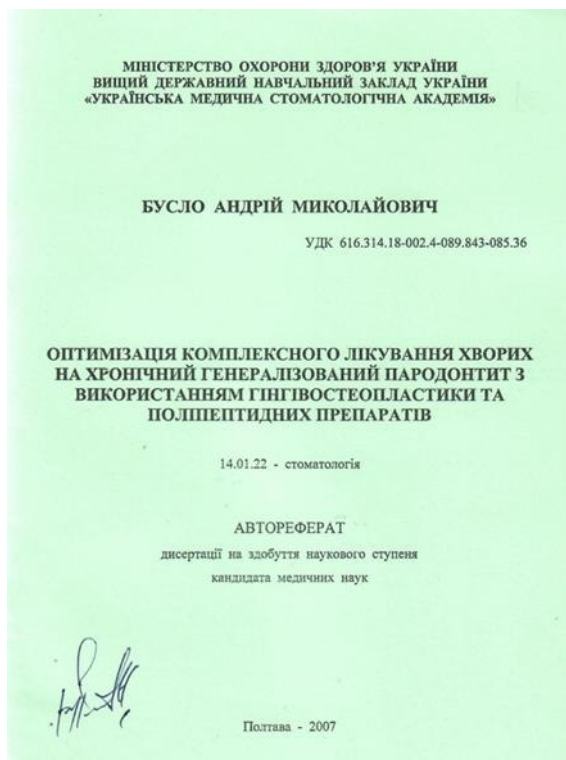 МІНІСТЕРСТВО ОХОРОНИ ЗДОРОВ'Я УКРАЇНИ
ВИЩИЙ ДЕРЖАВНИЙ НАВЧАЛЬНИЙ ЗАКЛАД УКРАЇНИ
«УКРАЇНСЬКА МЕДИЧНА СТОМАТОЛОГІЧНА АКАДЕМІЯ»
БУСЛО АНДРІЙ МИКОЛАЙОВИЧ
УДК 616.314.18-002.4-089.843-085.36
ОПТИМІЗАЦІЯ КОМПЛЕКСНОГО ЛІКУВАННЯ ХВОРИХ
НА ХРОНІЧНИЙ ГЕНЕРАЛІЗОВАНИЙ ПАРОДОНТИТ З
ВИКОРИСТАННЯМ ГІНГІВОСТЕОПЛАСТИКИ ТА
ПОЛІПЕПТИДНИХ ПРЕПАРАТІВ
14.01.22 - стоматологія
АВТОРЕФЕРАТ
дисертації на здобуття наукового ступеня
кандидата медичних наук
Полтава - 2007